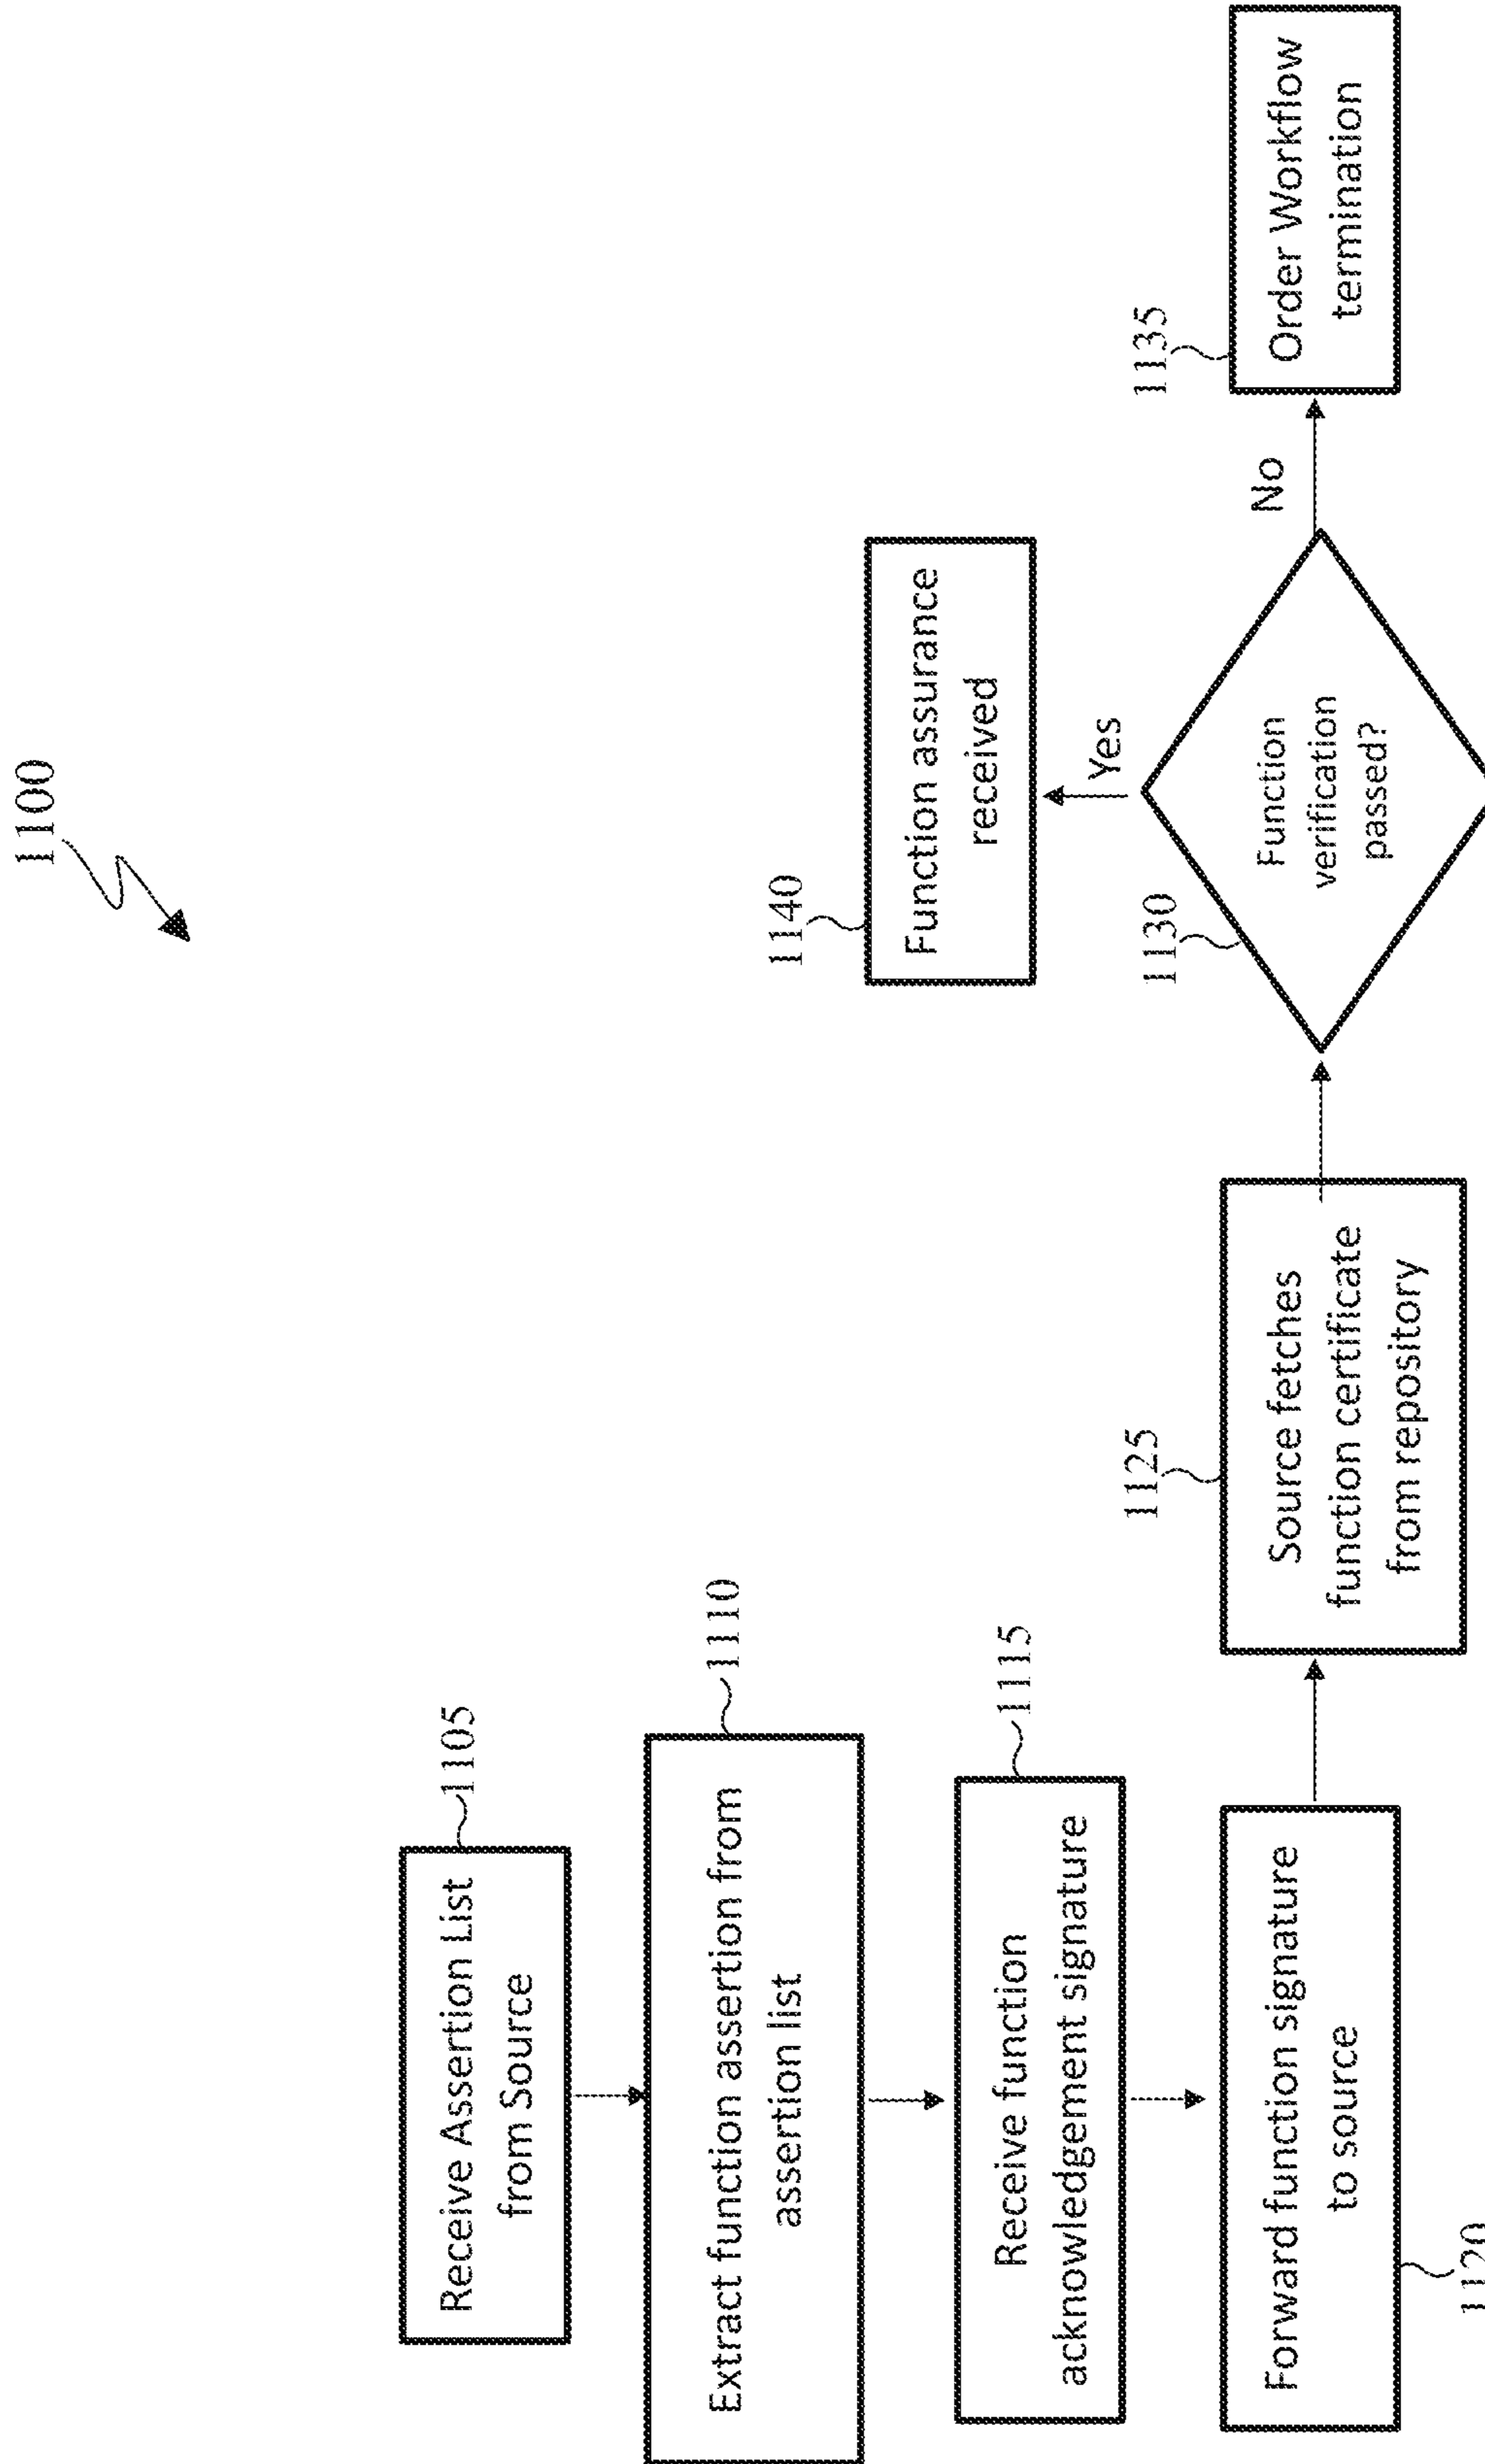 1100
Receive Assertion List
from Source
1105
Extract function assertion from
assertion list
1110
Receive function
acknowledgement signature
1115
Forward function signature
to source
1120
1125
Source fetches
function certificate
from repository
1130
Function
verification
passed?
Yes
1140
Function assurance
received
No
1135
Order Workflow
termination